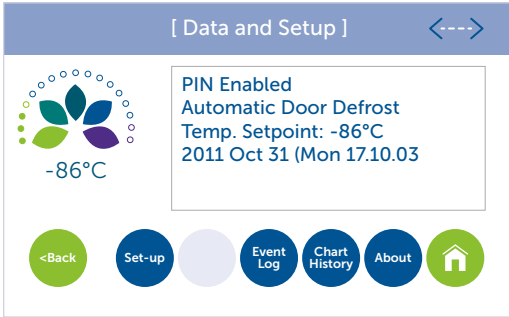 [ Data and Setup ]
PIN Enabled
Automatic Door Defrost
Temp. Setpoint: -86°C
2011 Oct 31 (Mon 17.10.03
-86°C
<Back
Set-up
Event
Log
Chart
History
About